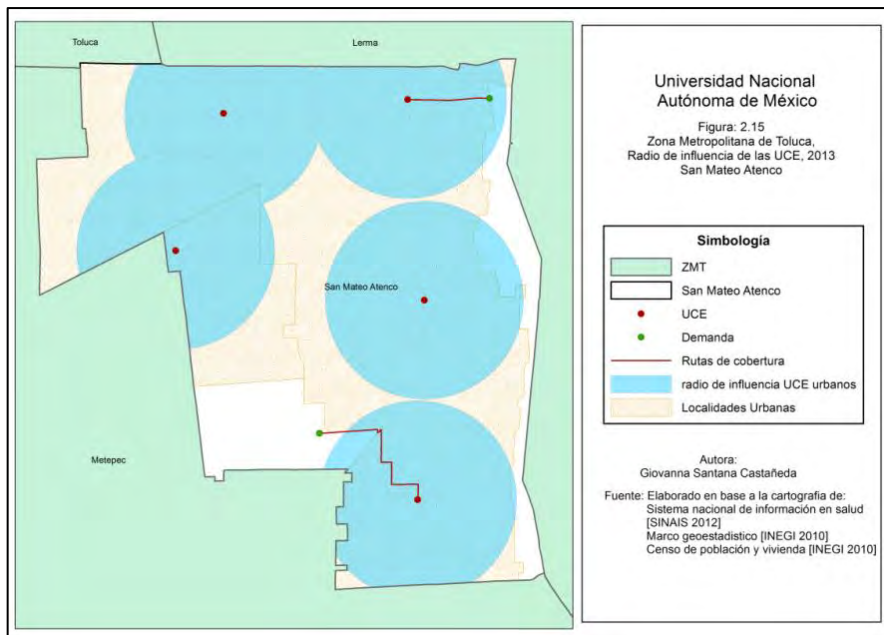 Toluca
Lerma
San Mateo Atenco
Metepec
Universidad Nacional
Autónoma de México
Figura: 2.15
Zona Metropolitana de Toluca,
Radio de influencia de las UCE, 2013
San Mateo Atenco
Simbología
ZMT
San Mateo Atenco
UCE
Demanda
Rutas de cobertura
radio de influencia UCE urbanos
Localidades Urbanas
Autora:
Giovanna Santana Castañeda
Fuente: Elaborado en base a la cartografia de:
Sistema nacional de información en salud
[SINAIS 2012]
Marco geoestadistico [INEGI 2010]
Censo de población y vivienda [INEGI 2010]